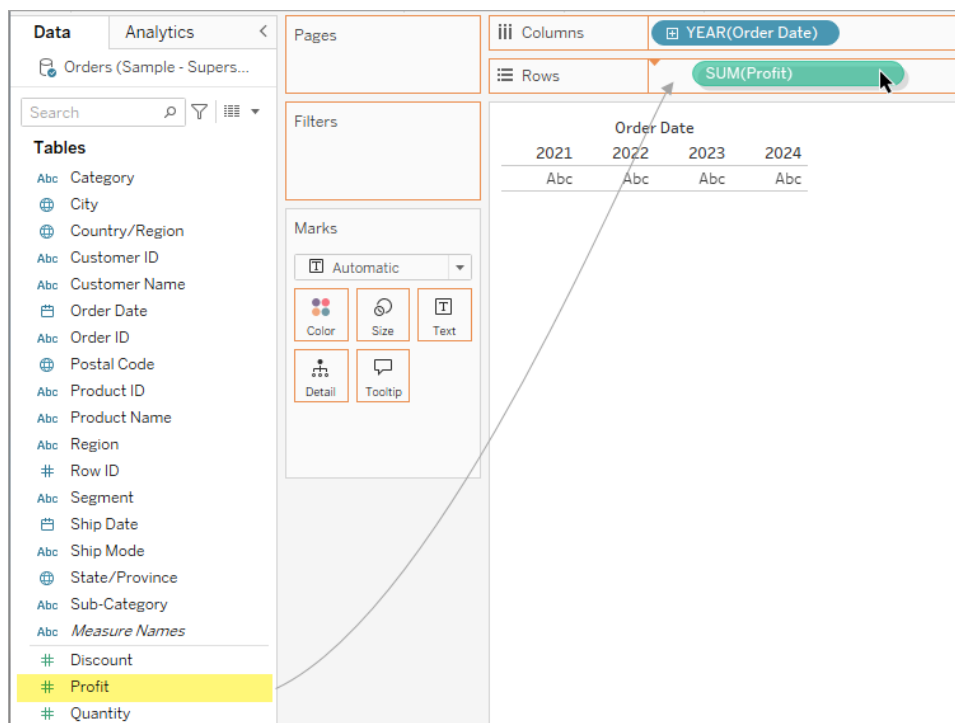 Data
Analytics
Orders (Sample - Supers...
Search
Tables
Abc Category
City
Country/Region
Abc Customer ID
Abc Customer Name
Order Date
Abc Order ID
Postal Code
Abc Product ID
Abc Product Name
Abc Region
# Row ID
Abc Segment
Ship Date
Abc Ship Mode
State/Province
Abc Sub-Category
Abc Measure Names
# Discount
# Profit
# Quantity
Pages
Filters
Marks
T Automatic
Color
Size
T
Text
Detail
Tooltip
Columns
YEAR(Order Date)
Rows
SUM(Profit)
Order Date
2021 2022 2023 2024
Abc Abc Abc Abc